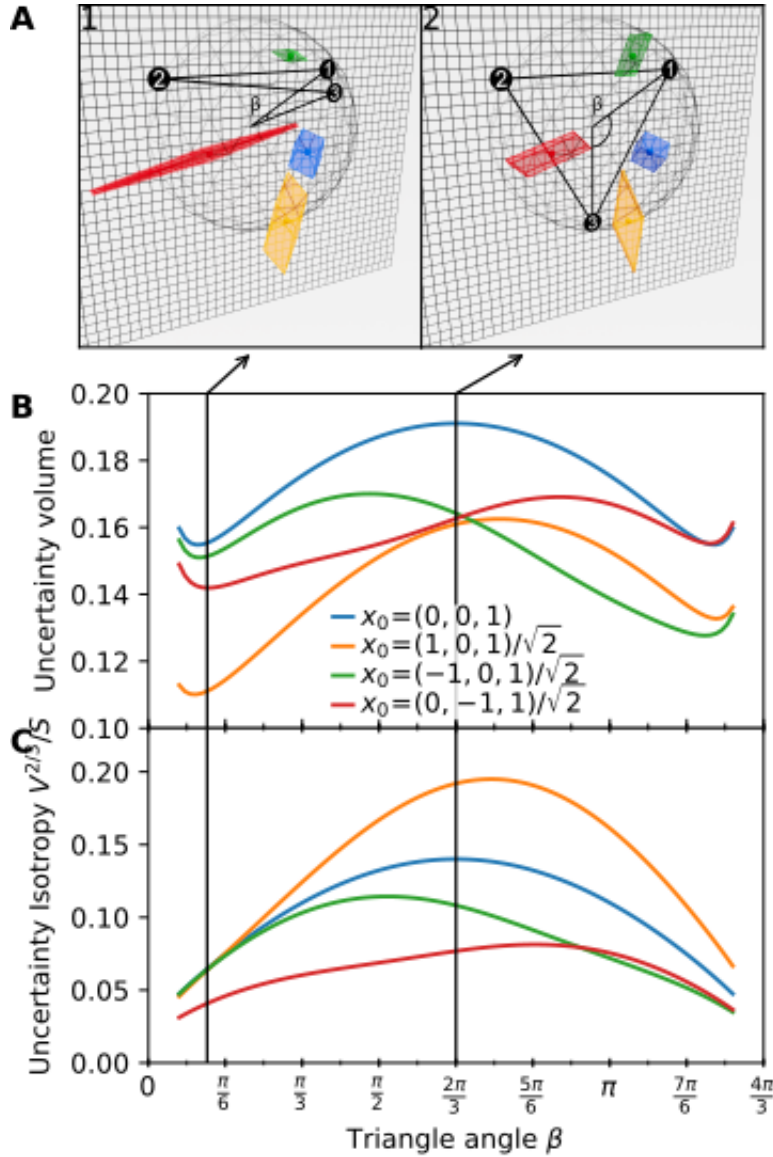 A
1
2
2
1
3
β
2
1
3
β
B
Uncertainty volume
0.20
0.18
0.16
0.14
0.12
0.10
x₀=(0, 0, 1)
x₀=(1, 0, 1)/√2
x₀=(−1, 0, 1)/√2
x₀=(0, −1, 1)/√2
C
Uncertainty Isotropy V^{2/3}/S
0.20
0.15
0.10
0.05
0.00
0 π/6 π/3 π/2 2π/3 5π/6 π 7π/6 4π/3
Triangle angle β